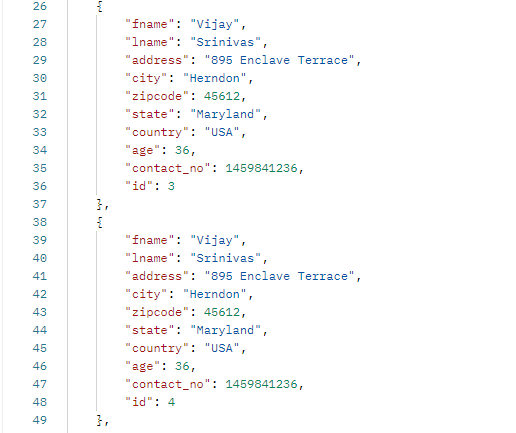 26 {
27 "fname": "Vijay",
28 "lname": "Srinivas",
29 "address": "895 Enclave Terrace",
30 "city": "Herndon",
31 "zipcode": 45612,
32 "state": "Maryland",
33 "country": "USA",
34 "age": 36,
35 "contact_no": 1459841236,
36 "id": 3
37 },
38 {
39 "fname": "Vijay",
40 "lname": "Srinivas",
41 "address": "895 Enclave Terrace",
42 "city": "Herndon",
43 "zipcode": 45612,
44 "state": "Maryland",
45 "country": "USA",
46 "age": 36,
47 "contact_no": 1459841236,
48 "id": 4
49 },